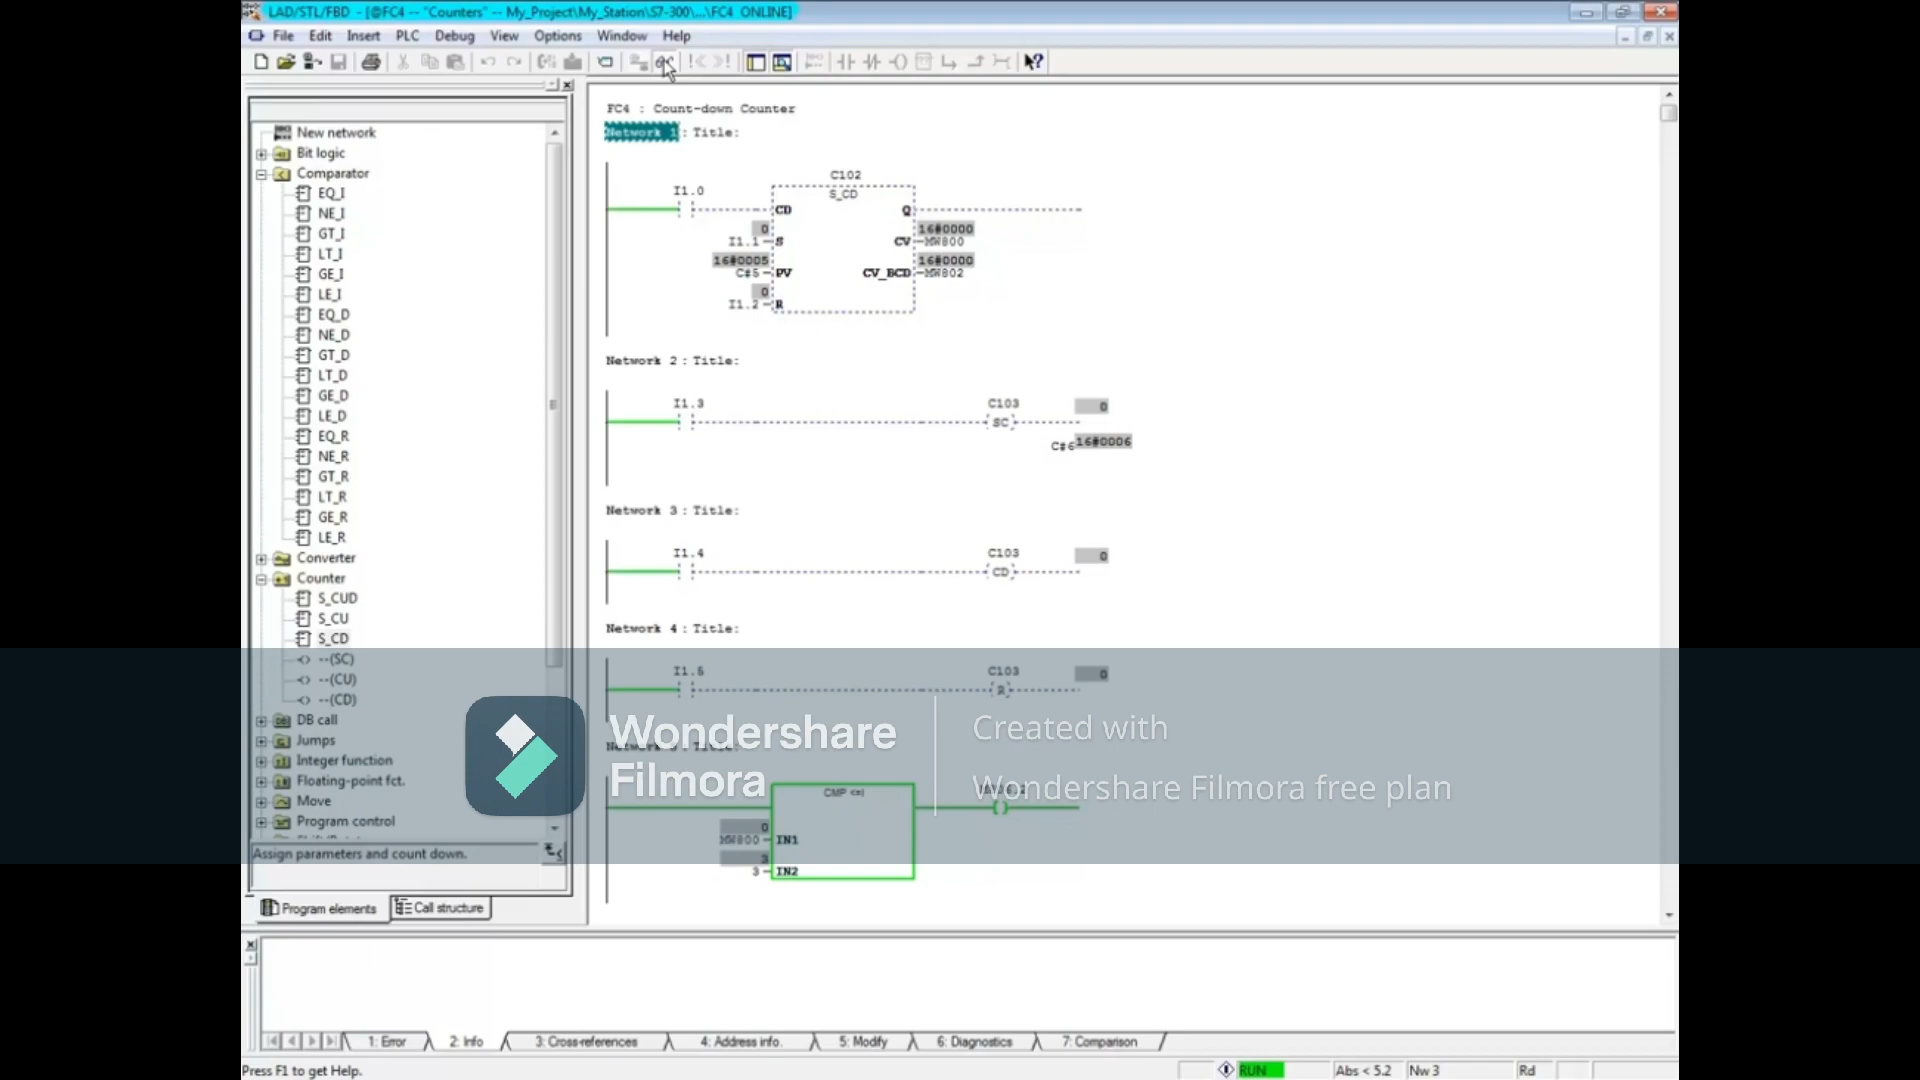 LAD/STL/FBD - [@FC4 -- "Counters" -- My_Project\My_Station\S7-300\...\FC4 ONLINE]
File Edit Insert PLC Debug View Options Window Help
New network
Bit logic
Comparator
EQ_I
NE_I
GT_I
LT_I
GE_I
LE_I
EQ_D
NE_D
GT_D
LT_D
GE_D
LE_D
EQ_R
NE_R
GT_R
LT_R
GE_R
LE_R
Converter
Counter
S_CUD
S_CU
S_CD
--(SC)
--(CU)
--(CD)
DB call
Jumps
Integer function
Floating-point fct.
Move
Program control
Assign parameters and count down.
Program elements
Call structure
FC4 : Count-down Counter
Network 1 : Title:
C102
I1.0
S_CD
CD Q
0 16#0000
I1.1 S CV MW800
16#0005 16#0000
C#5 PV CV_BCD MW802
0
I1.2 R
Network 2 : Title:
I1.3 C103 0
SC
C#6 16#0006
Network 3 : Title:
I1.4 C103 0
CD
Network 4 : Title:
I1.5 C103 0
R
Network 5 : Title:
CMP <=I
0
MW800 IN1
3
3 IN2
Wondershare
Filmora
Created with
Wondershare Filmora free plan
1: Error 2: Info 3: Cross-references 4: Address info. 5: Modify 6: Diagnostics 7: Comparison
Press F1 to get Help.
RUN Abs < 5.2 Nw 3 Rd